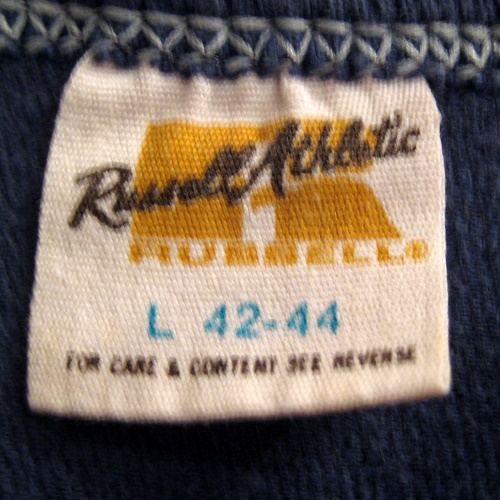 Russell Athletic
RUSSELL®
L 42-44
FOR CARE & CONTENT SEE REVERSE